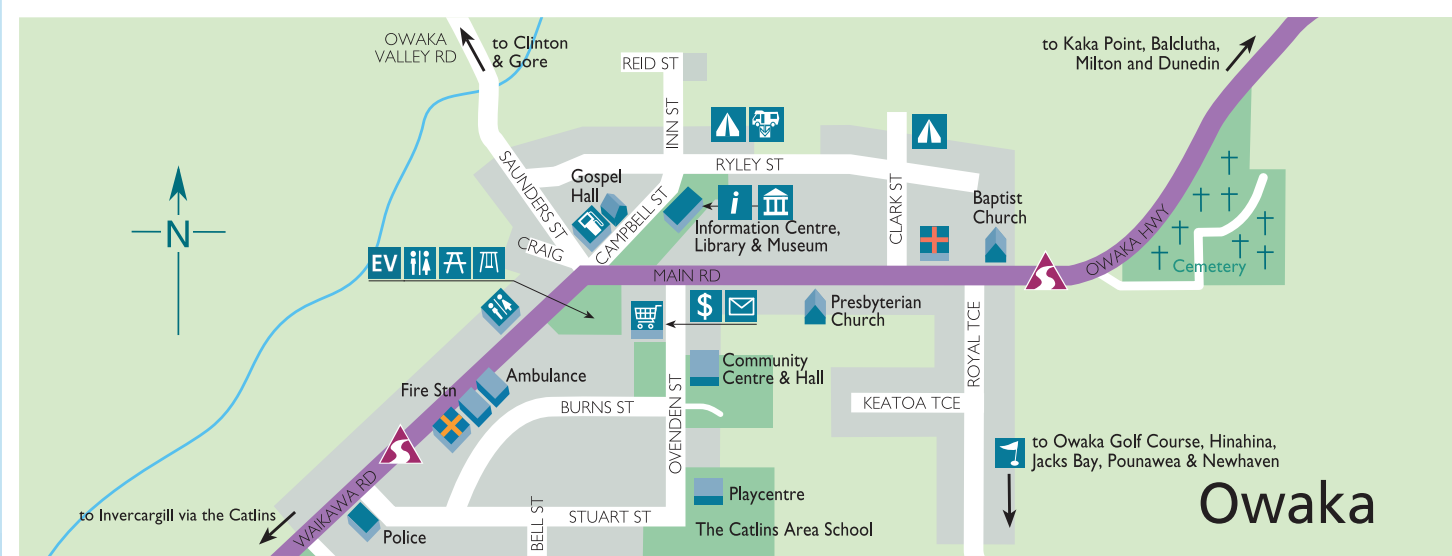 OWAKA
VALLEY RD
to Clinton
& Gore
to Kaka Point, Balclutha,
Milton and Dunedin
REID ST
INN ST
RYLEY ST
SAUNDERS ST
Gospel
Hall
CAMPBELL ST
i
Information Centre,
Library & Museum
CLARK ST
Baptist
Church
OWAKA HWY
Cemetery
N
CRAIG
EV
MAIN RD
$
Presbyterian
Church
ROYAL TCE
Community
Centre & Hall
Ambulance
Fire Stn
BURNS ST
OVENDEN ST
KEATOA TCE
to Owaka Golf Course, Hinahina,
Jacks Bay, Pounawea & Newhaven
Owaka
Playcentre
The Catlins Area School
STUART ST
BELL ST
WAIKAWA RD
to Invercargill via the Catlins
Police